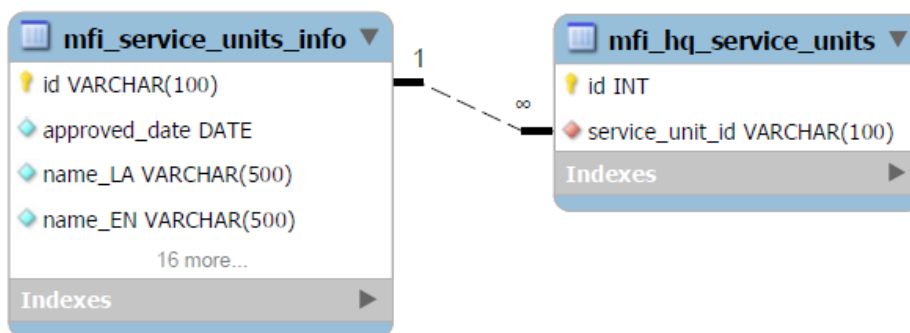 mfi_service_units_info
id VARCHAR(100)
approved_date DATE
name_LA VARCHAR(500)
name_EN VARCHAR(500)
16 more...
Indexes
1
∞
mfi_hq_service_units
id INT
service_unit_id VARCHAR(100)
Indexes